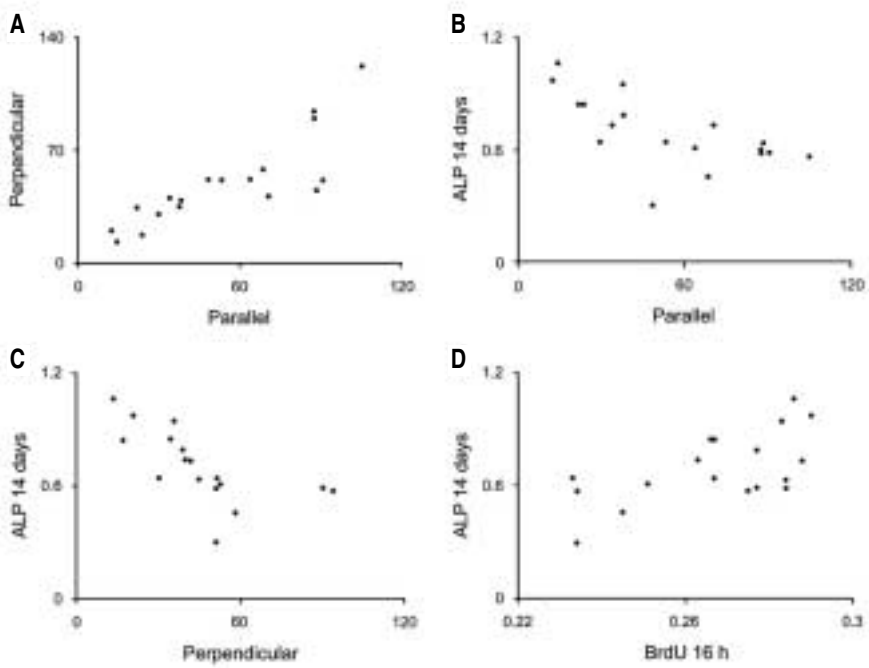 A
140
70
0
Perpendicular
0
60
120
Parallel
B
1.2
0.6
0
ALP 14 days
0
60
120
Parallel
C
1.2
0.6
0
ALP 14 days
0
60
120
Perpendicular
D
1.2
0.6
0
ALP 14 days
0.22
0.26
0.3
BrdU 16 h